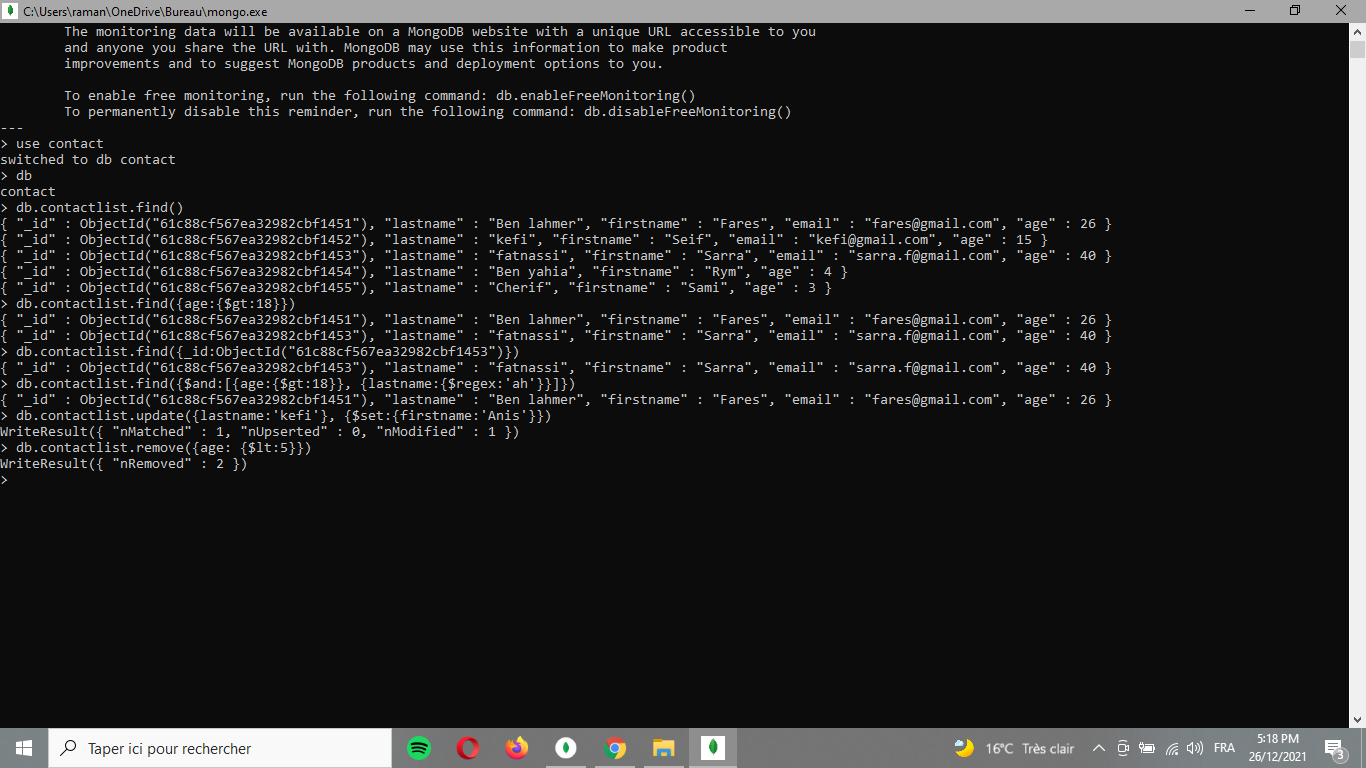 C:\Users\raman\OneDrive\Bureau\mongo.exe
The monitoring data will be available on a MongoDB website with a unique URL accessible to you
and anyone you share the URL with. MongoDB may use this information to make product
improvements and to suggest MongoDB products and deployment options to you.
To enable free monitoring, run the following command: db.enableFreeMonitoring()
To permanently disable this reminder, run the following command: db.disableFreeMonitoring()
---
> use contact
switched to db contact
> db
contact
> db.contactlist.find()
{ "_id" : ObjectId("61c88cf567ea32982cbf1451"), "lastname" : "Ben lahmer", "firstname" : "Fares", "email" : "fares@gmail.com", "age" : 26 }
{ "_id" : ObjectId("61c88cf567ea32982cbf1452"), "lastname" : "kefi", "firstname" : "Seif", "email" : "kefi@gmail.com", "age" : 15 }
{ "_id" : ObjectId("61c88cf567ea32982cbf1453"), "lastname" : "fatnassi", "firstname" : "Sarra", "email" : "sarra.f@gmail.com", "age" : 40 }
{ "_id" : ObjectId("61c88cf567ea32982cbf1454"), "lastname" : "Ben yahia", "firstname" : "Rym", "age" : 4 }
{ "_id" : ObjectId("61c88cf567ea32982cbf1455"), "lastname" : "Cherif", "firstname" : "Sami", "age" : 3 }
> db.contactlist.find({age:{$gt:18}})
{ "_id" : ObjectId("61c88cf567ea32982cbf1451"), "lastname" : "Ben lahmer", "firstname" : "Fares", "email" : "fares@gmail.com", "age" : 26 }
{ "_id" : ObjectId("61c88cf567ea32982cbf1453"), "lastname" : "fatnassi", "firstname" : "Sarra", "email" : "sarra.f@gmail.com", "age" : 40 }
> db.contactlist.find({_id:ObjectId("61c88cf567ea32982cbf1453")})
{ "_id" : ObjectId("61c88cf567ea32982cbf1453"), "lastname" : "fatnassi", "firstname" : "Sarra", "email" : "sarra.f@gmail.com", "age" : 40 }
> db.contactlist.find({$and:[{age:{$gt:18}}, {lastname:{$regex:'ah'}}]})
{ "_id" : ObjectId("61c88cf567ea32982cbf1451"), "lastname" : "Ben lahmer", "firstname" : "Fares", "email" : "fares@gmail.com", "age" : 26 }
> db.contactlist.update({lastname:'kefi'}, {$set:{firstname:'Anis'}})
WriteResult({ "nMatched" : 1, "nUpserted" : 0, "nModified" : 1 })
> db.contactlist.remove({age: {$lt:5}})
WriteResult({ "nRemoved" : 2 })
>
Taper ici pour rechercher
16°C Très clair
FRA
5:18 PM
26/12/2021
3